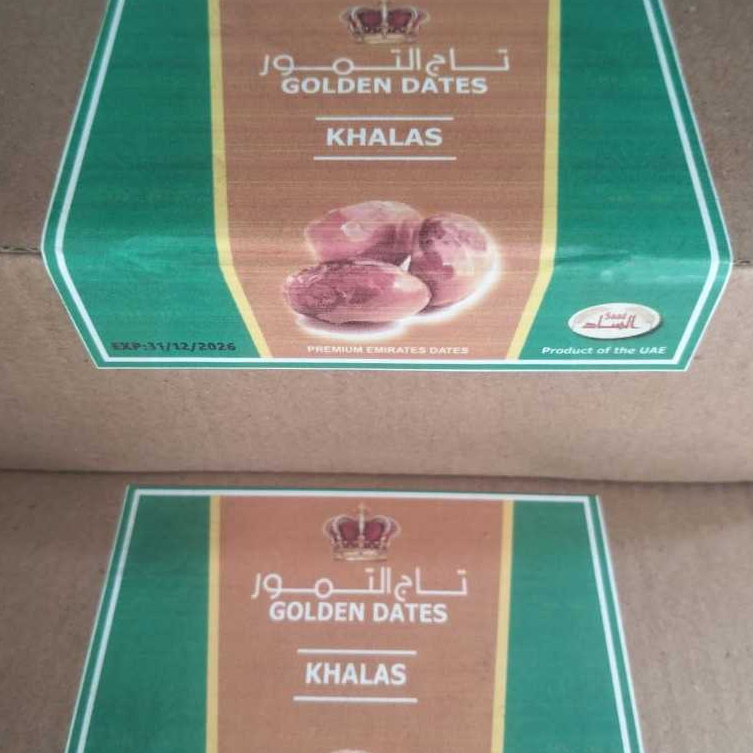 تاج التمور
GOLDEN DATES
KHALAS
Saad
الساد
EXP:31/12/2026
PREMIUM EMIRATES DATES
Product of the UAE
تاج التمور
GOLDEN DATES
KHALAS